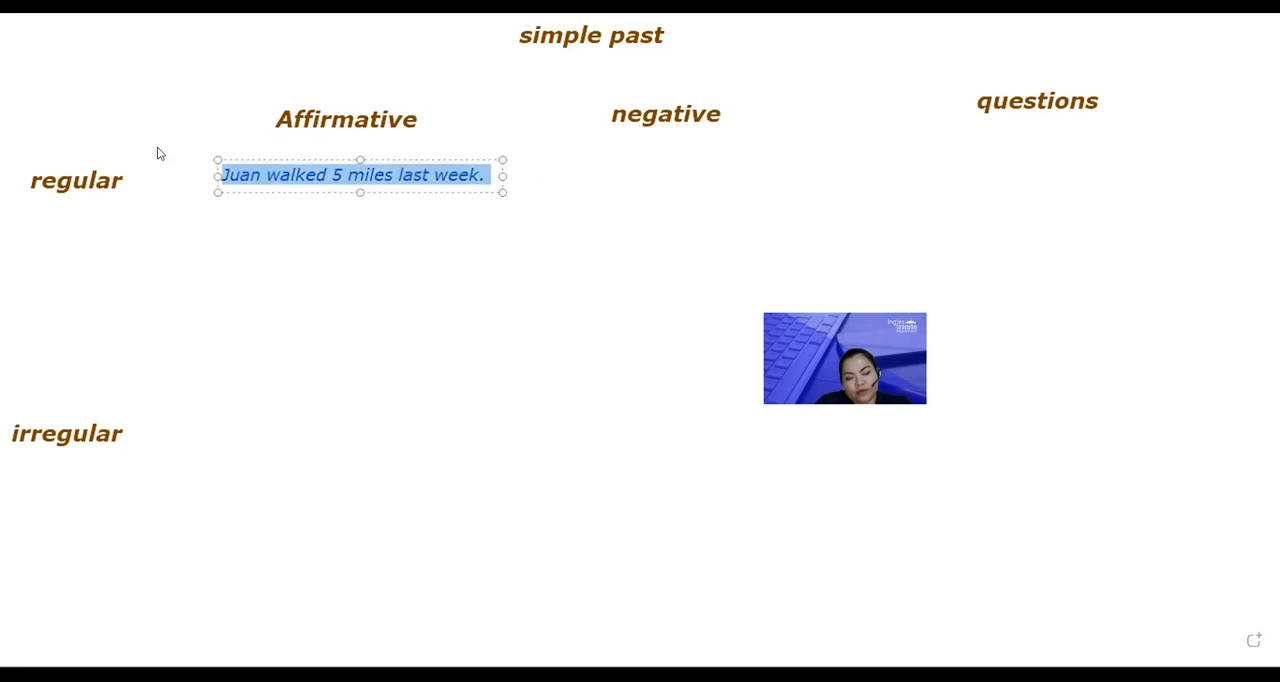 simple past
Affirmative
negative
questions
regular
Juan walked 5 miles last week.
irregular